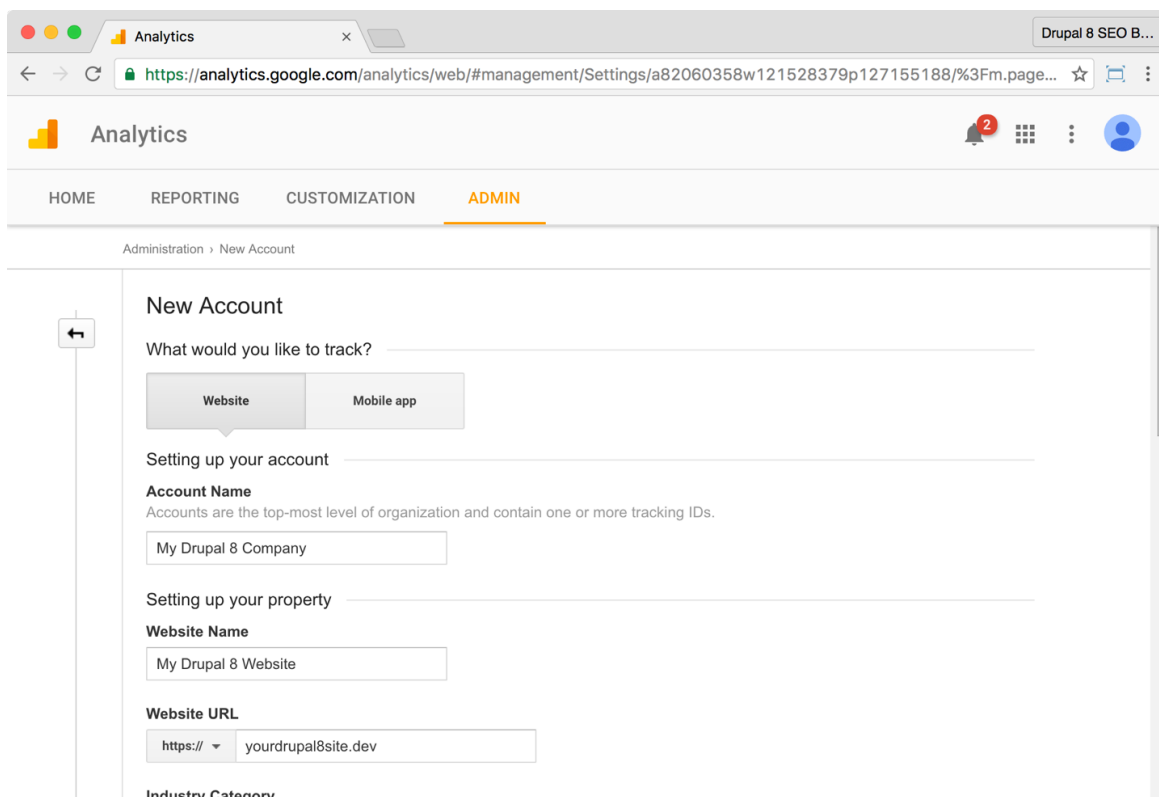 Analytics
Drupal 8 SEO B...
https://analytics.google.com/analytics/web/#management/Settings/a82060358w121528379p127155188/%3Fm.page...
Analytics
2
HOME REPORTING CUSTOMIZATION ADMIN
Administration › New Account
New Account
What would you like to track?
Website Mobile app
Setting up your account
Account Name
Accounts are the top-most level of organization and contain one or more tracking IDs.
My Drupal 8 Company
Setting up your property
Website Name
My Drupal 8 Website
Website URL
https:// yourdrupal8site.dev
Industry Category